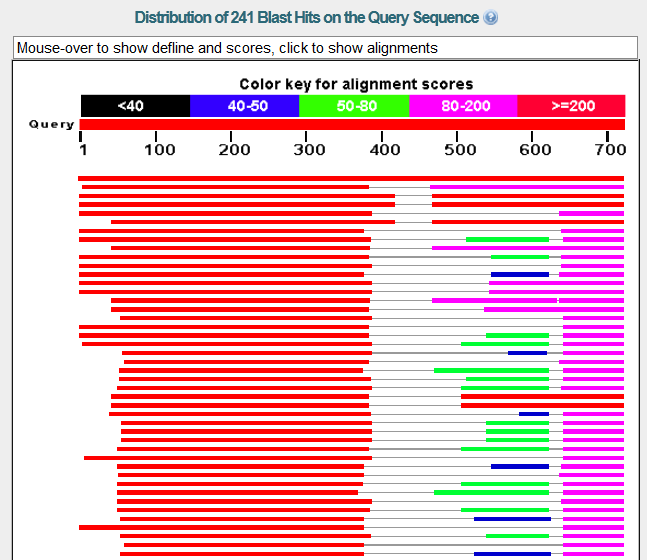 Distribution of 241 Blast Hits on the Query Sequence ?
Mouse-over to show defline and scores, click to show alignments
Color key for alignment scores
<40 40-50 50-80 80-200 >=200
Query
1 100 200 300 400 500 600 700